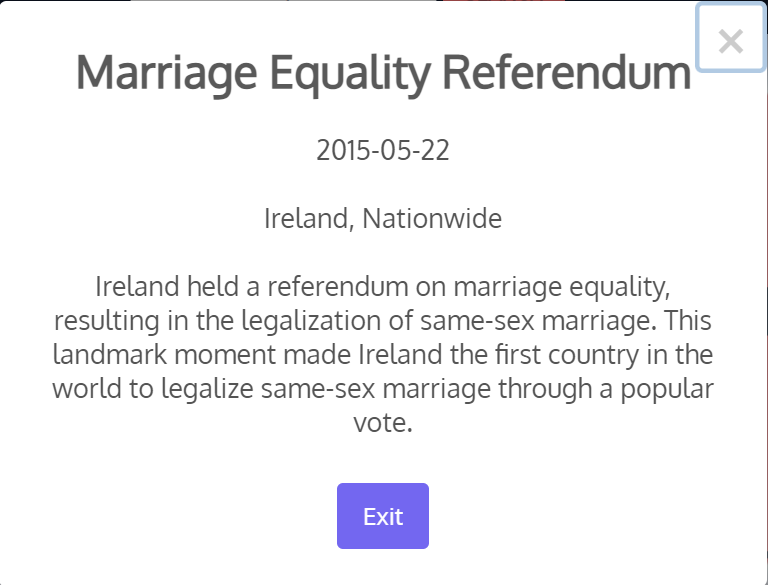 Marriage Equality Referendum
2015-05-22
Ireland, Nationwide
Ireland held a referendum on marriage equality,
resulting in the legalization of same-sex marriage. This
landmark moment made Ireland the first country in the
world to legalize same-sex marriage through a popular
vote.
Exit